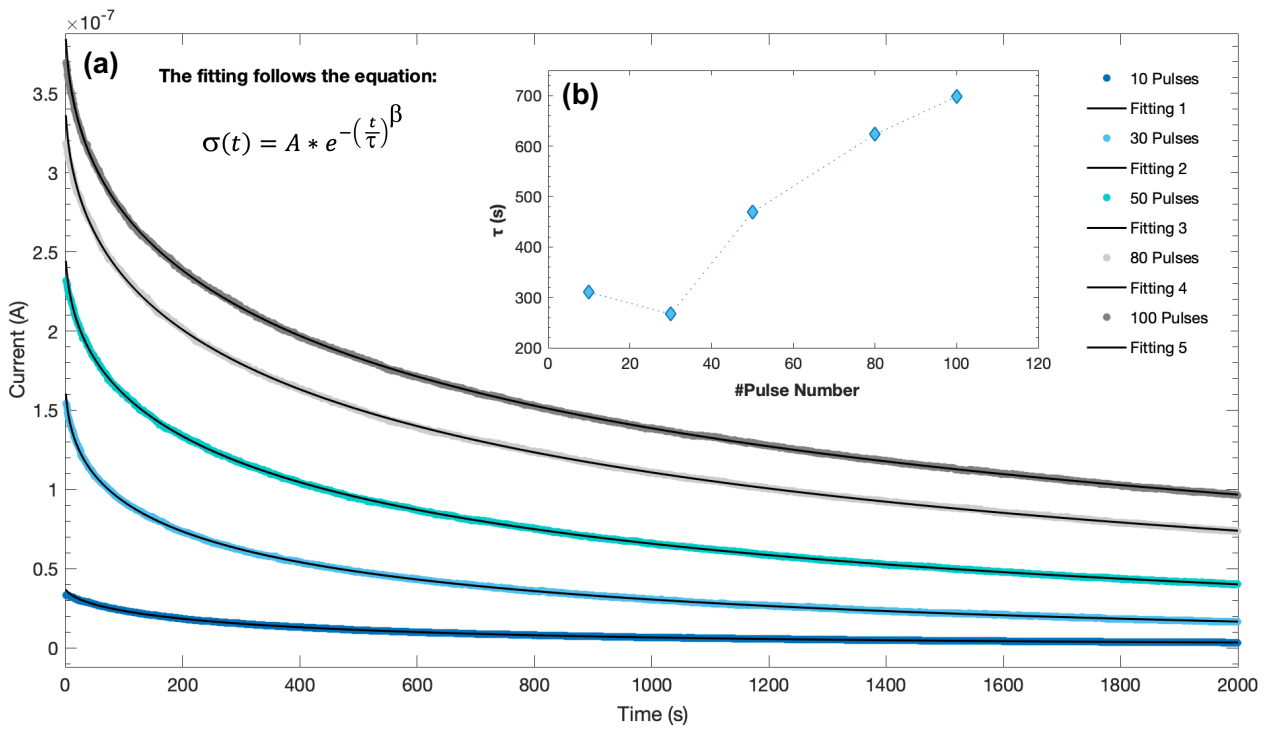 ×10⁻⁷
(a)
The fitting follows the equation:
σ(t) = A * e^{-(t/τ)^β}
3.5
3
2.5
2
1.5
1
0.5
0
Current (A)
0 200 400 600 800 1000 1200 1400 1600 1800 2000
Time (s)
(b)
700
600
500
400
300
200
τ (s)
0 20 40 60 80 100 120
#Pulse Number
10 Pulses
Fitting 1
30 Pulses
Fitting 2
50 Pulses
Fitting 3
80 Pulses
Fitting 4
100 Pulses
Fitting 5